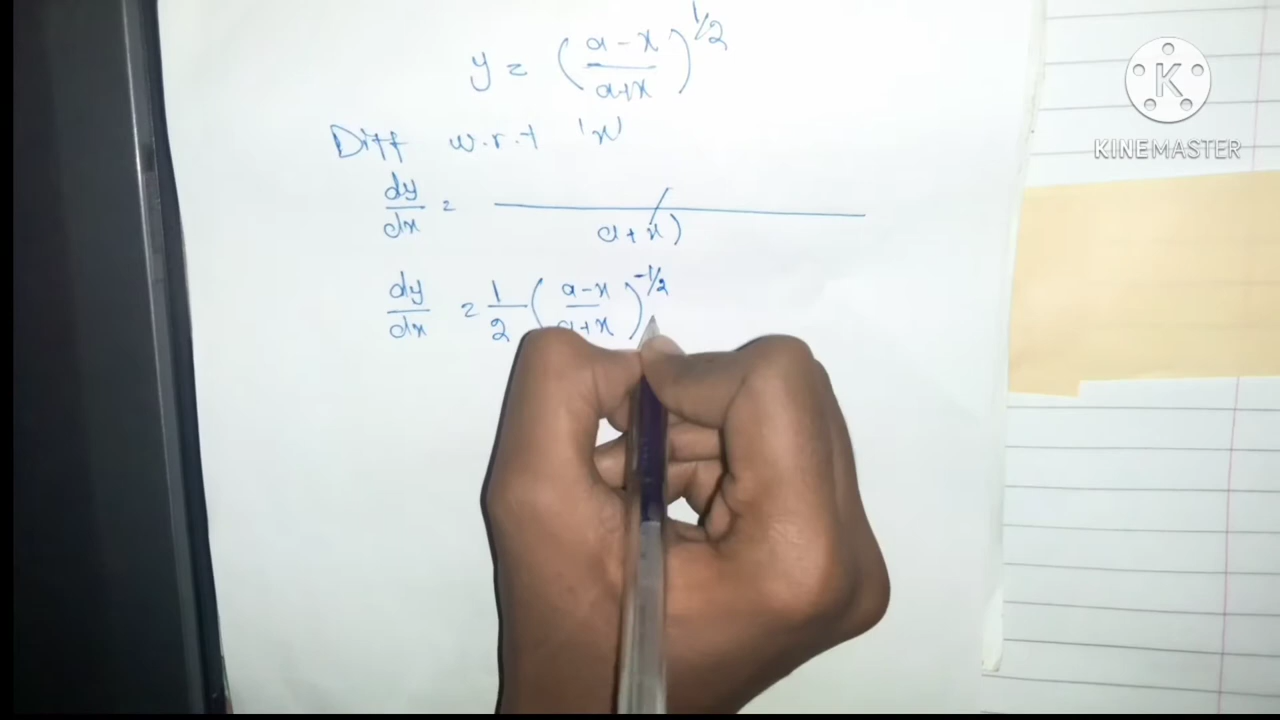 y = (a-x / a+x)^1/2
KINEMASTER
Diff w.r.t 'x'
dy/dx =
a+x)
dy/dx = 1/2 (a-x / a+x)^-1/2